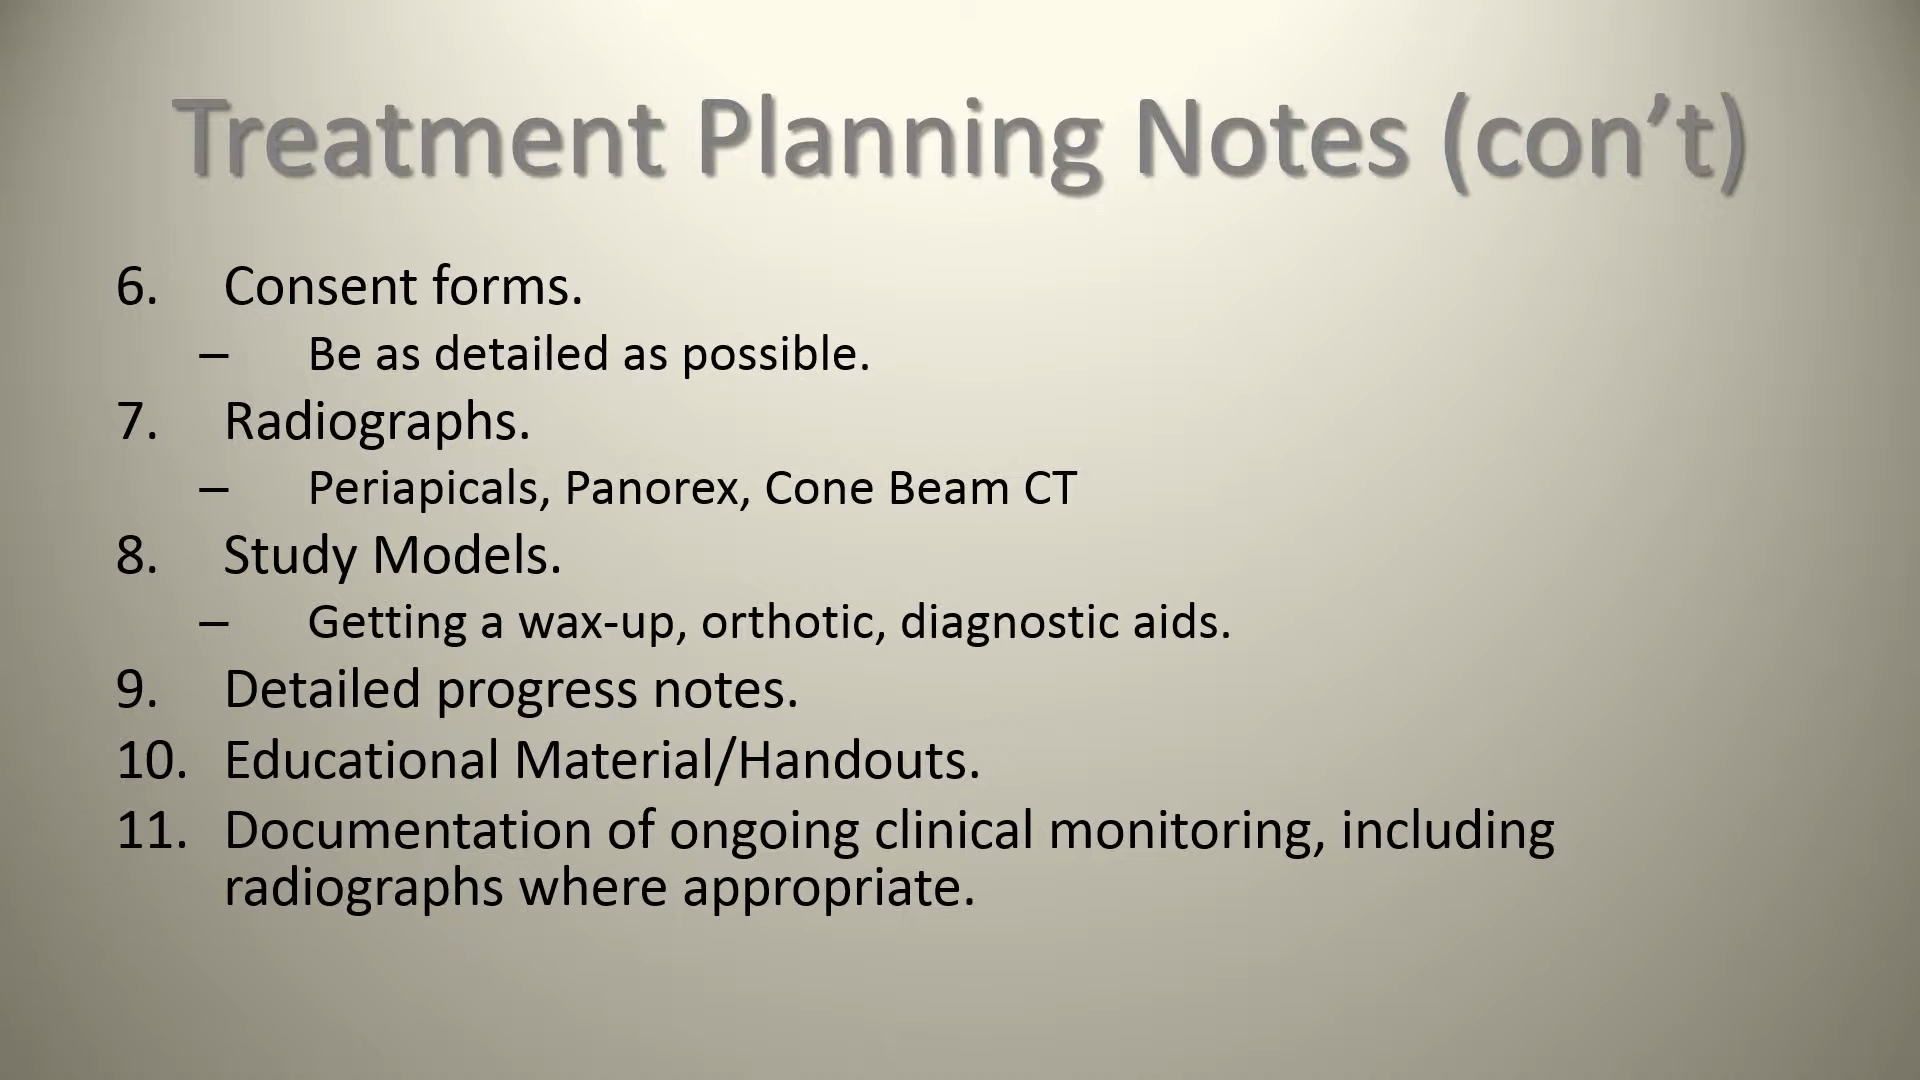 Treatment Planning Notes (con’t)
6. Consent forms.
– Be as detailed as possible.
7. Radiographs.
– Periapicals, Panorex, Cone Beam CT
8. Study Models.
– Getting a wax-up, orthotic, diagnostic aids.
9. Detailed progress notes.
10. Educational Material/Handouts.
11. Documentation of ongoing clinical monitoring, including
radiographs where appropriate.